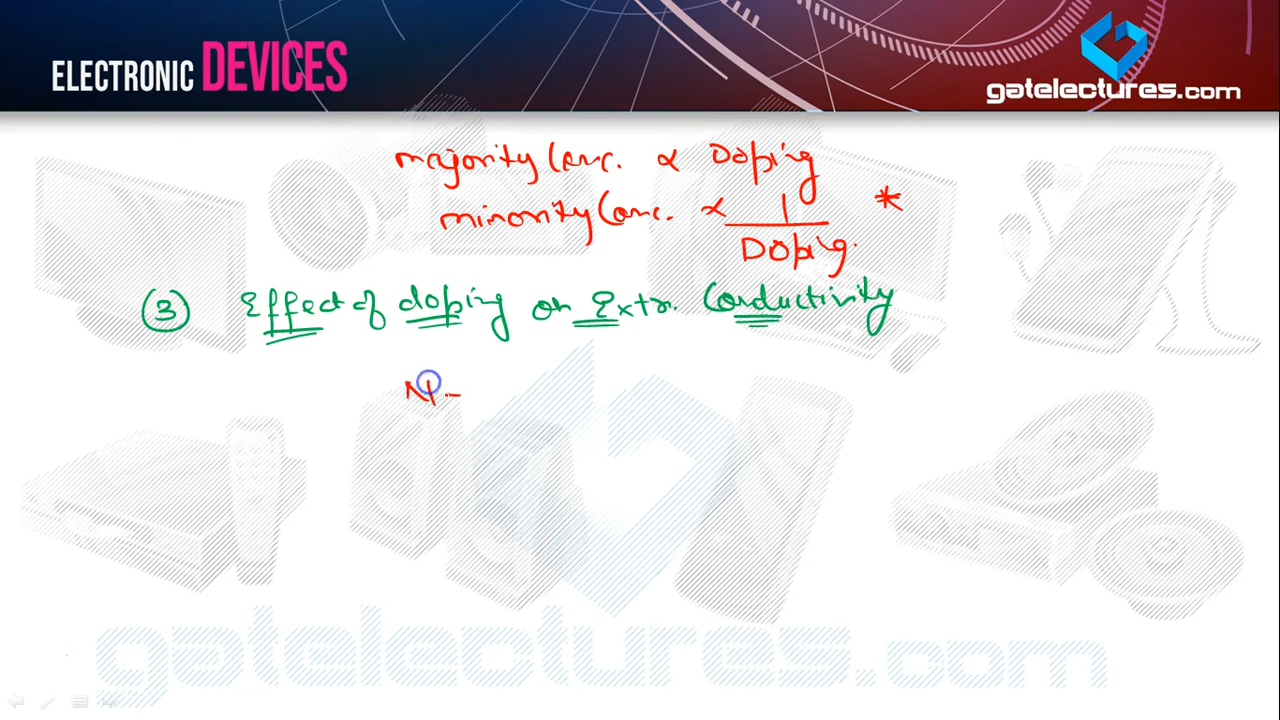 ELECTRONIC DEVICES
gatelectures.com
majority Conc. ∝ Doping
minority Conc. ∝ 1/Doping. *
③ Effect of doping on Extr. Conductivity
N-
gatelectures.com